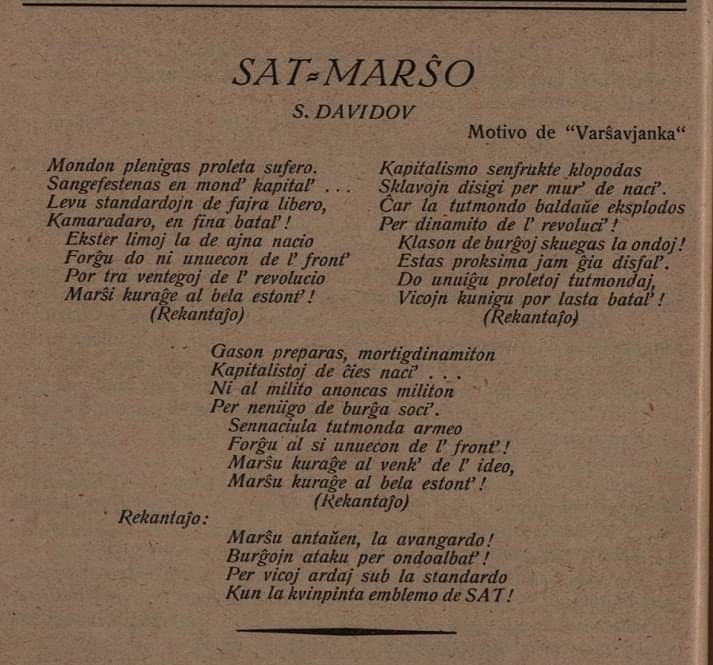 SAT=MARŜO
S. DAVIDOV
Motivo de “Varŝavjanka“
Mondon plenigas proleta sufero.
Sangefestenas en mond’ kapital’ . . .
Levu standardojn de fajra libero,
Kamaradaro, en fina batal’!
Ekster limoj la de ajna nacio
Forĝu do ni unuecon de l’ front’
Por tra ventegoj de l’ revolucio
Marŝi kuraĝe al bela estont’!
(Rekantaĵo)
Kapitalismo senfrukte klopodas
Sklavojn disigi per mur’ de naci’.
Ĉar la tutmondo baldaŭe eksplodos
Per dinamito de l’ revoluci’!
Klason de burĝoj skuegas la ondoj!
Estas proksima jam ĝia disfal’.
Do unuiĝu proletoj tutmondaj,
Vicojn kunigu por lasta batal’!
(Rekantaĵo)
Gason preparas, mortigdinamiton
Kapitalistoj de ĉies naci’ . . .
Ni al milito anoncas militon
Per neniigo de burĝa soci’.
Sennaciula tutmonda armeo
Forĝu al si unuecon de l’ front’!
Marŝu kuraĝe al venk’ de l’ ideo,
Marŝu kuraĝe al bela estont’!
(Rekantaĵo)
Rekantaĵo:
Marŝu antaŭen, la avangardo!
Burĝojn ataku per ondoalbat’!
Per vicoj ardaj sub la standardo
Kun la kvinpinta emblemo de SAT!